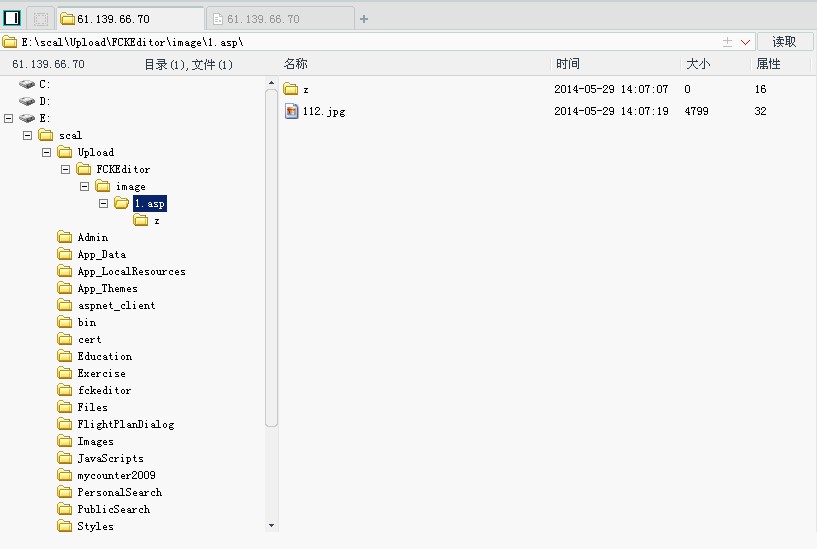 61.139.66.70 61.139.66.70
E:\scal\Upload\FCKEditor\image\1.asp\ 读取
61.139.66.70 目录(1),文件(1) 名称 时间 大小 属性
C:
D:
E:
scal
Upload
FCKEditor
image
1.asp
z
Admin
App_Data
App_LocalResources
App_Themes
aspnet_client
bin
cert
Education
Exercise
fckeditor
Files
FlightPlanDialog
Images
JavaScripts
mycounter2009
PersonalSearch
PublicSearch
Styles
z 2014-05-29 14:07:07 0 16
112.jpg 2014-05-29 14:07:19 4799 32